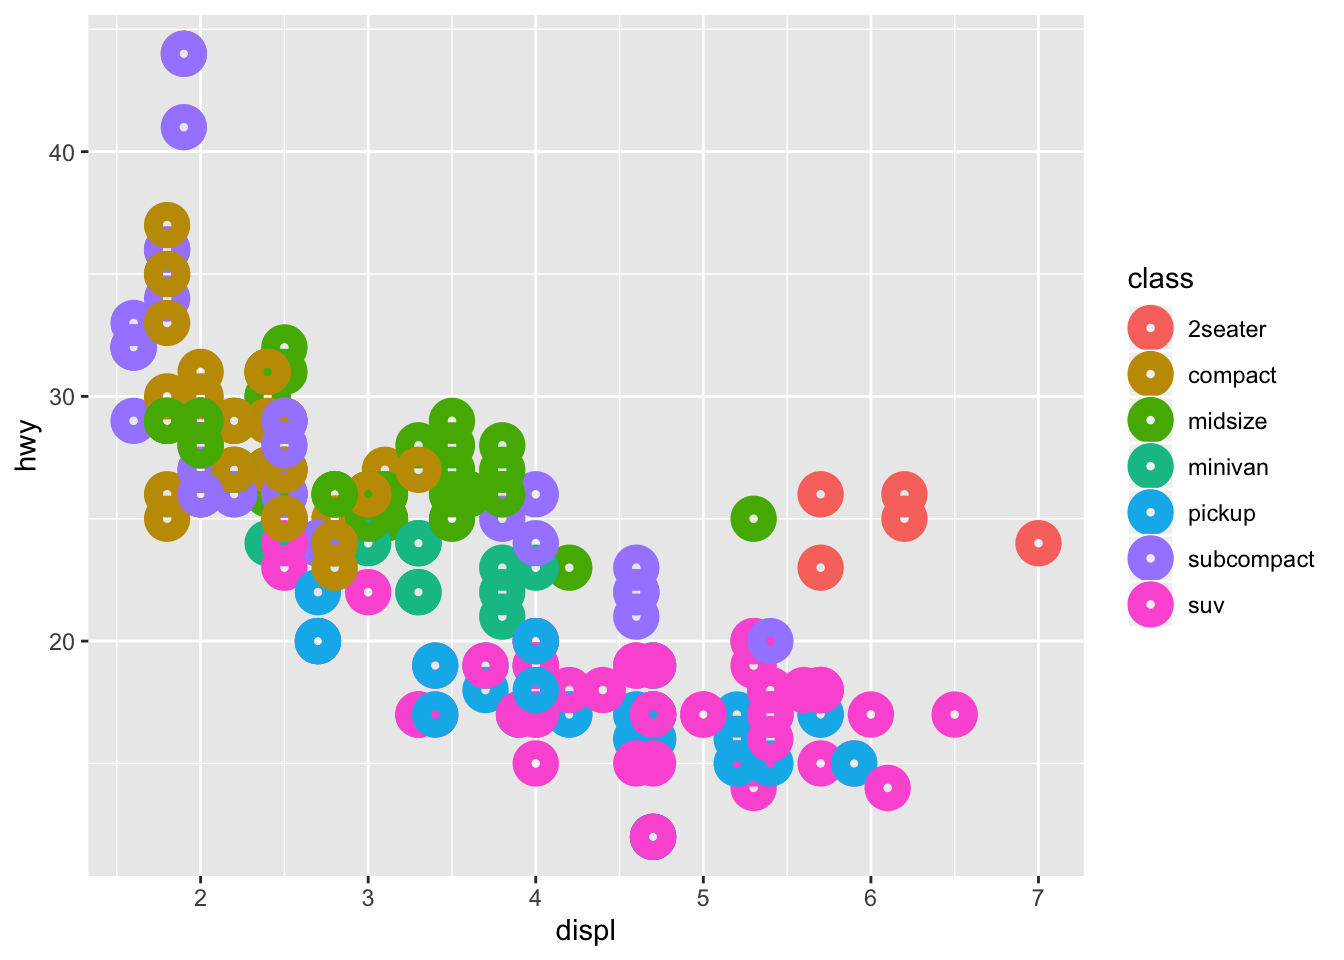 40
30
20
hwy
2 3 4 5 6 7
displ
class
2seater
compact
midsize
minivan
pickup
subcompact
suv